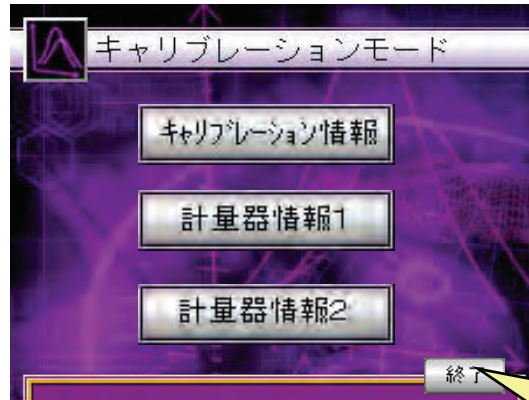 キャリブレーションモード
ｷｬﾘﾌﾞﾚｰｼｮﾝ情報
計量器情報1
計量器情報2
終了